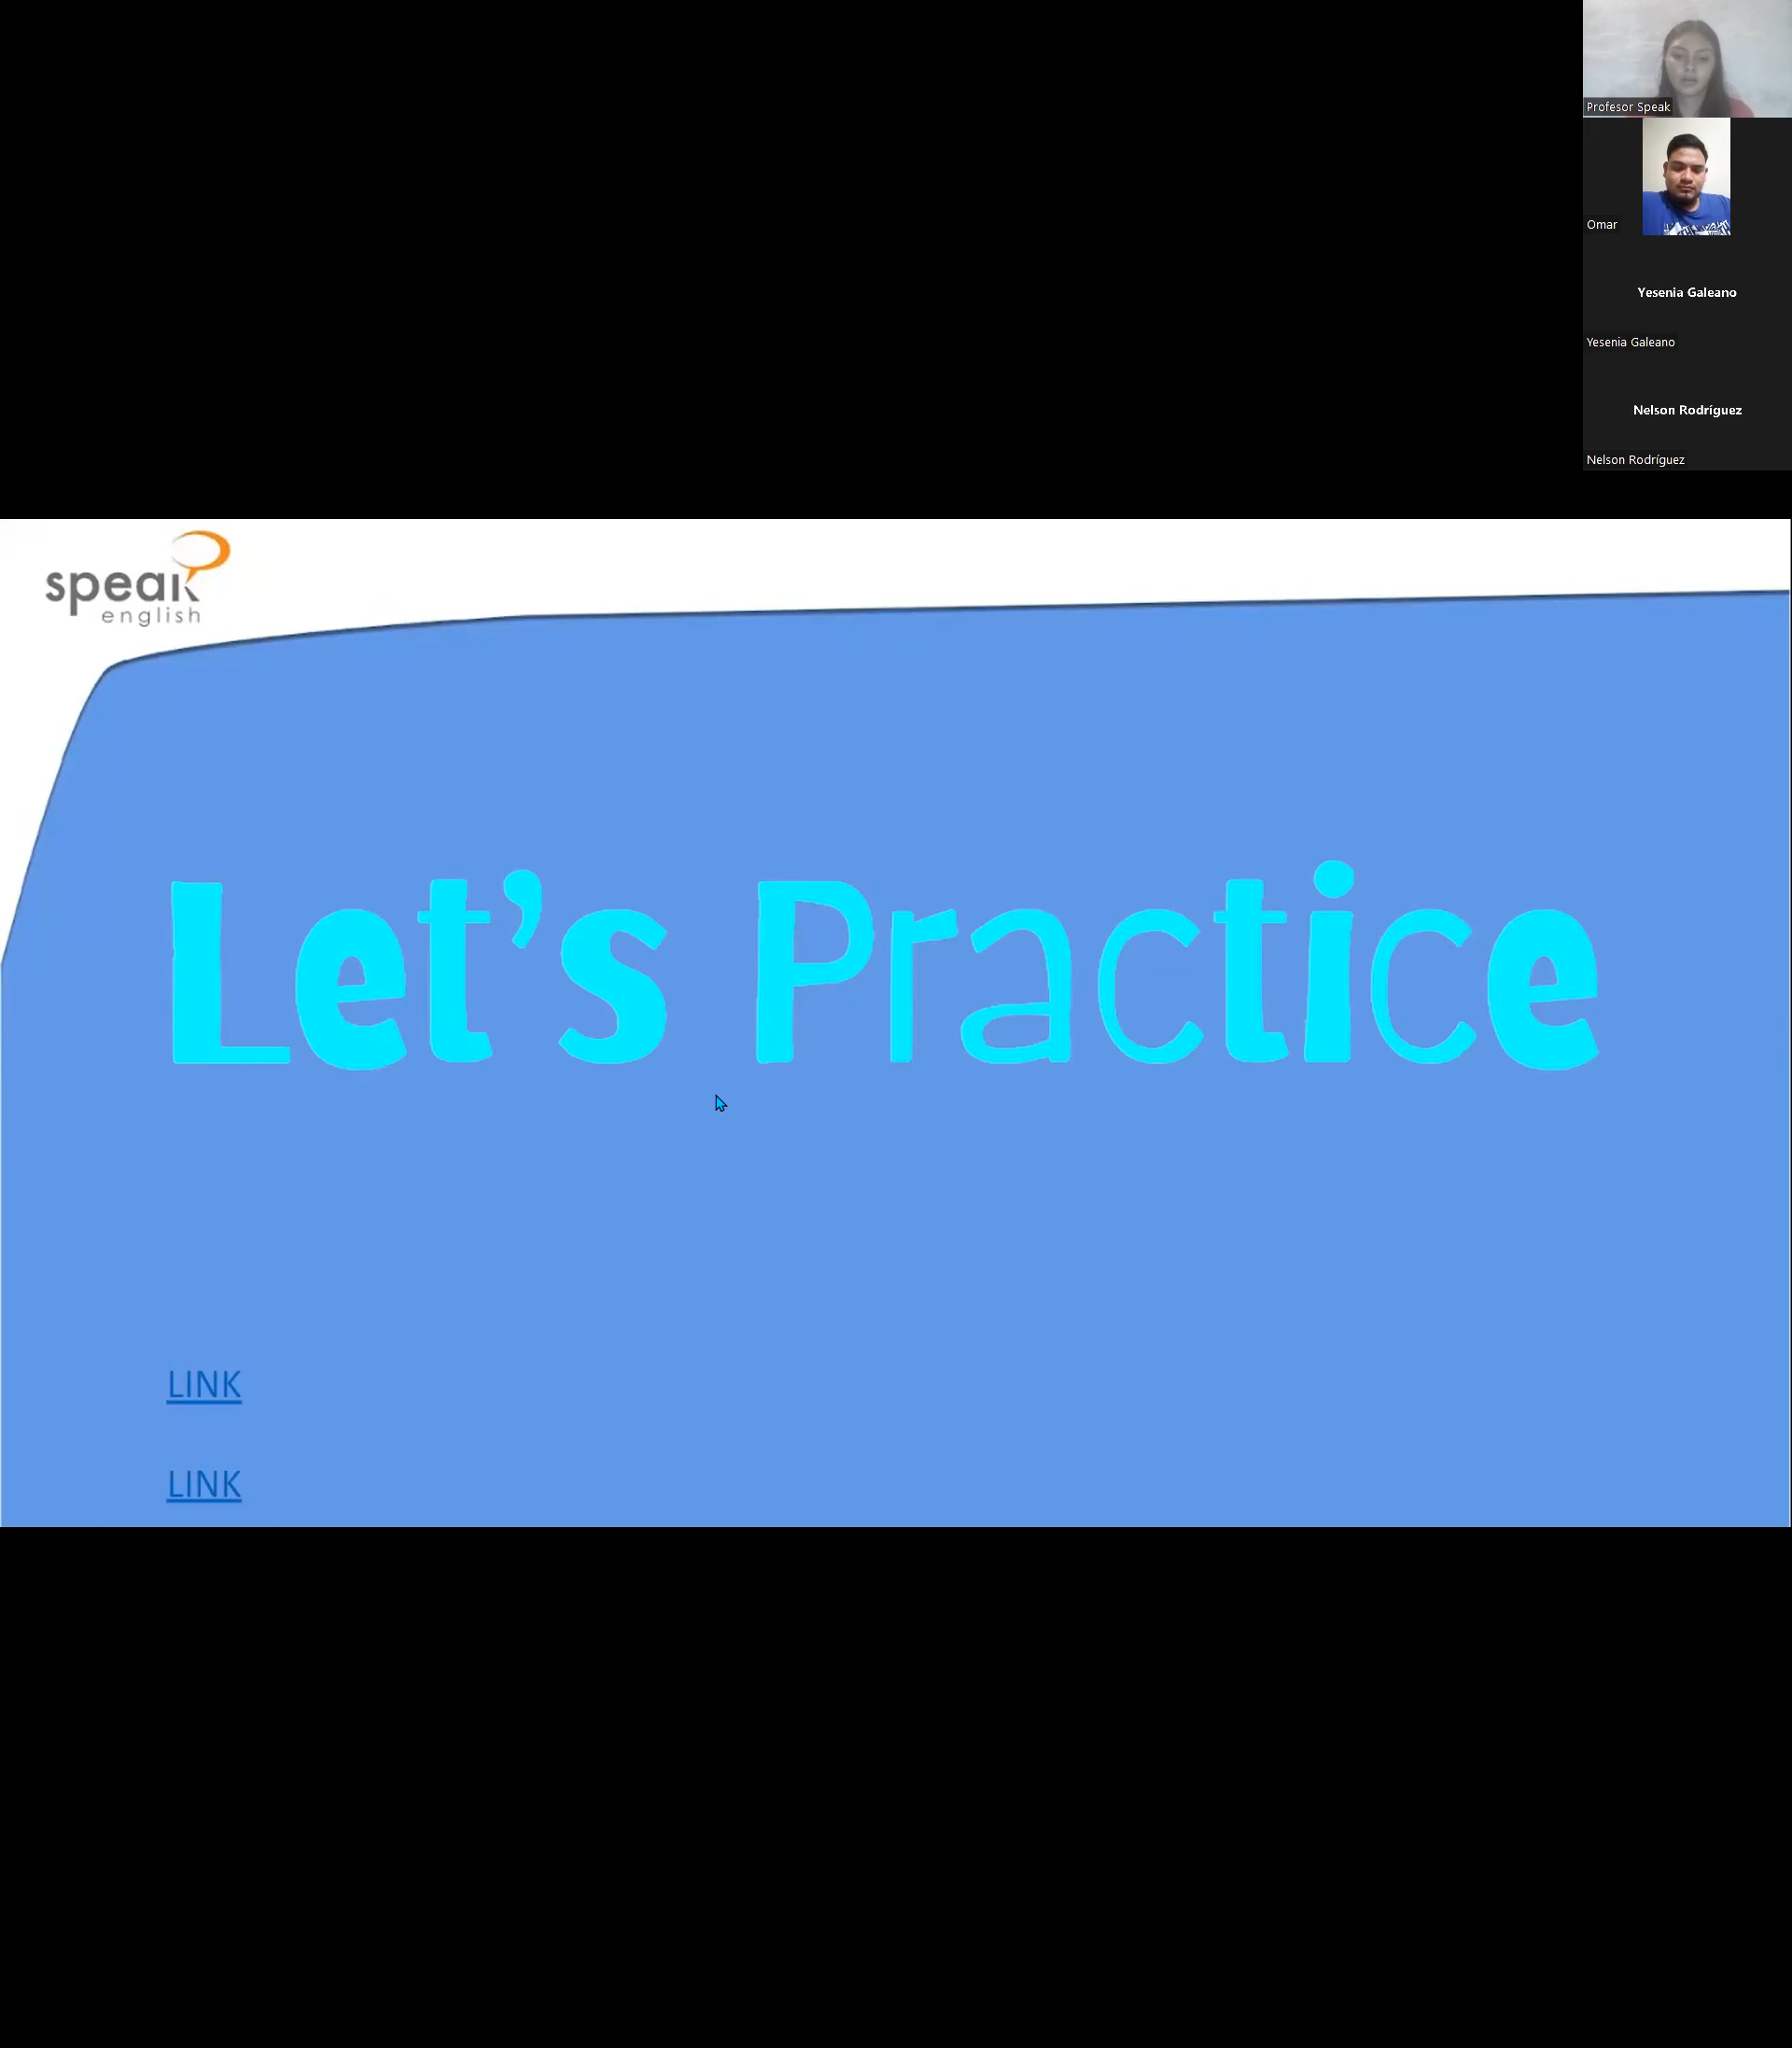 Profesor Speak
Omar
Yesenia Galeano
Yesenia Galeano
Nelson Rodríguez
Nelson Rodríguez
speak
english
Let's Practice
LINK
LINK